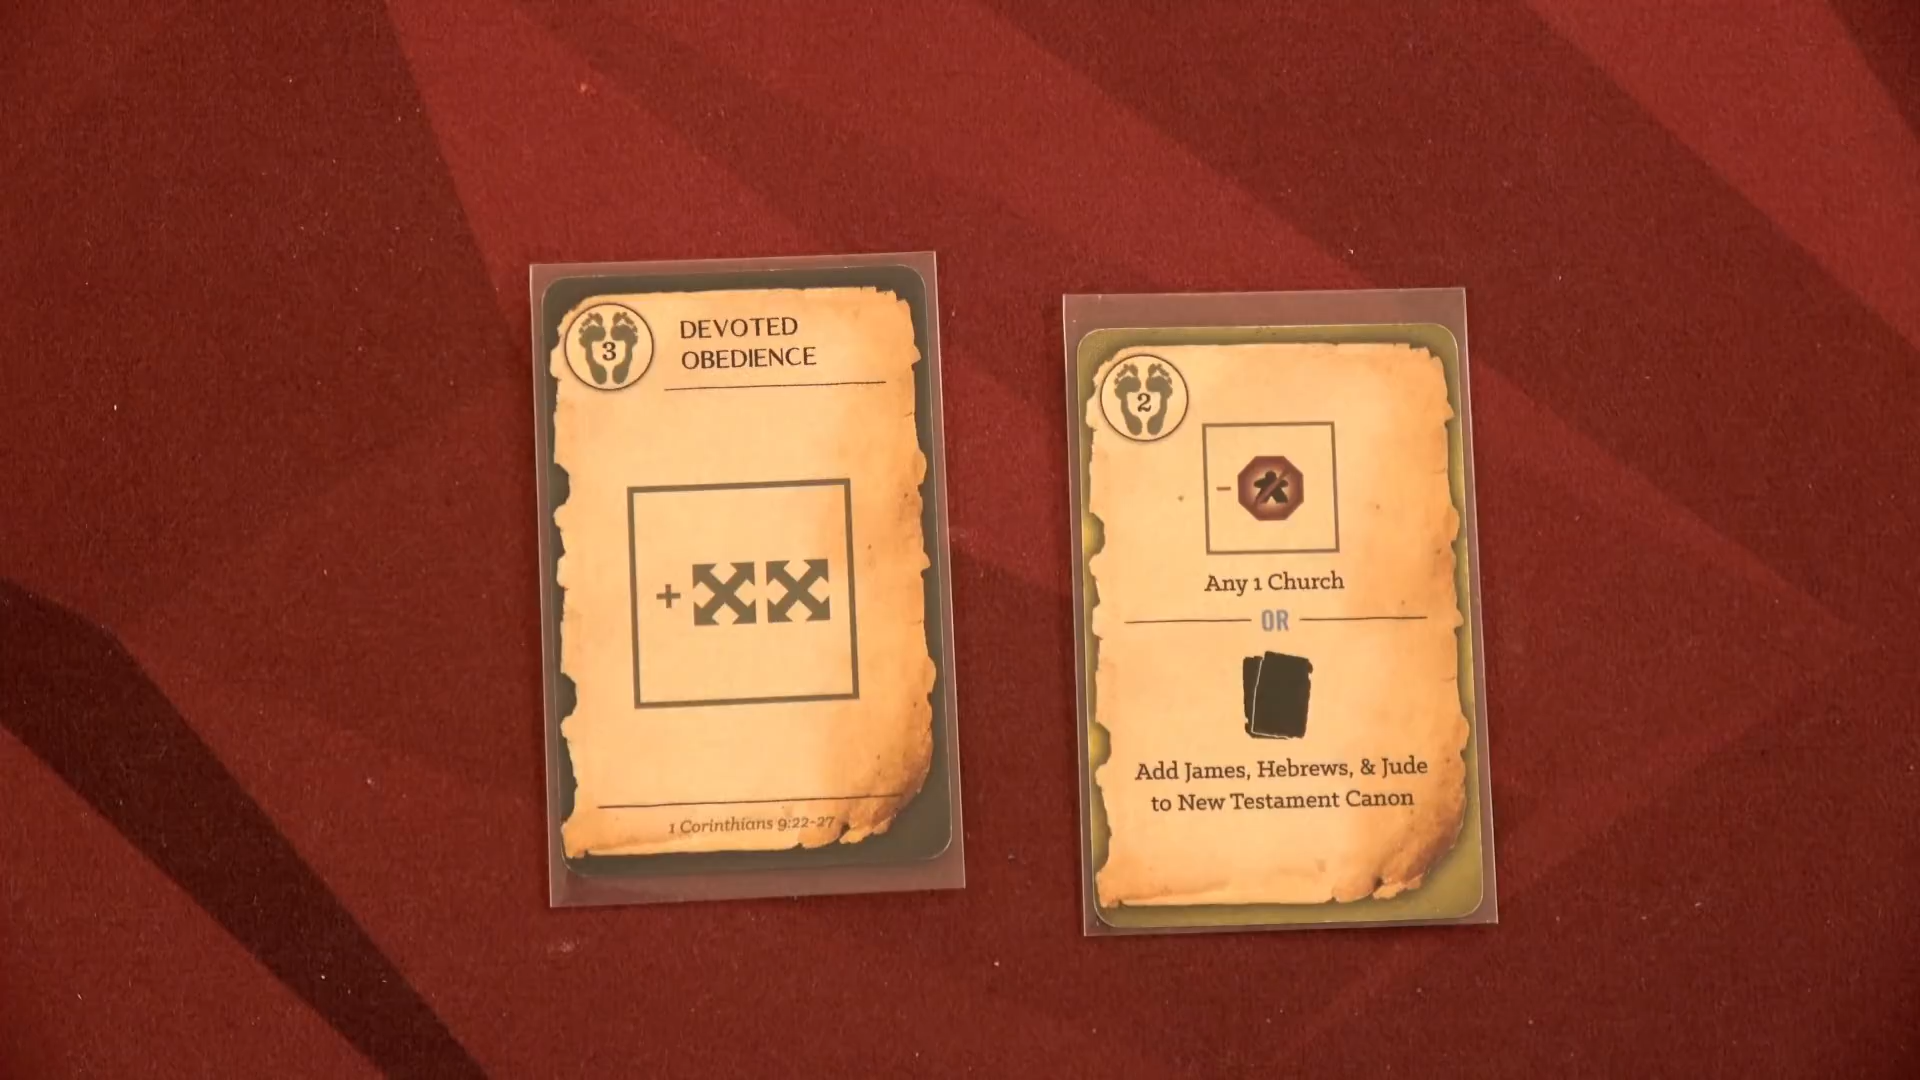 3
DEVOTED
OBEDIENCE
+
1 Corinthians 9:22-27
2
-
Any 1 Church
OR
Add James, Hebrews, & Jude
to New Testament Canon